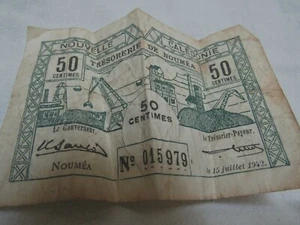 NOUVELLE CALÉDONIE
TRÉSORERIE DE NOUMÉA
50 CENTIMES
50 CENTIMES
50 CENTIMES
Le Gouverneur,
le Trésorier-Payeur,
NOUMÉA
No 015979
le 15 juillet 1942.